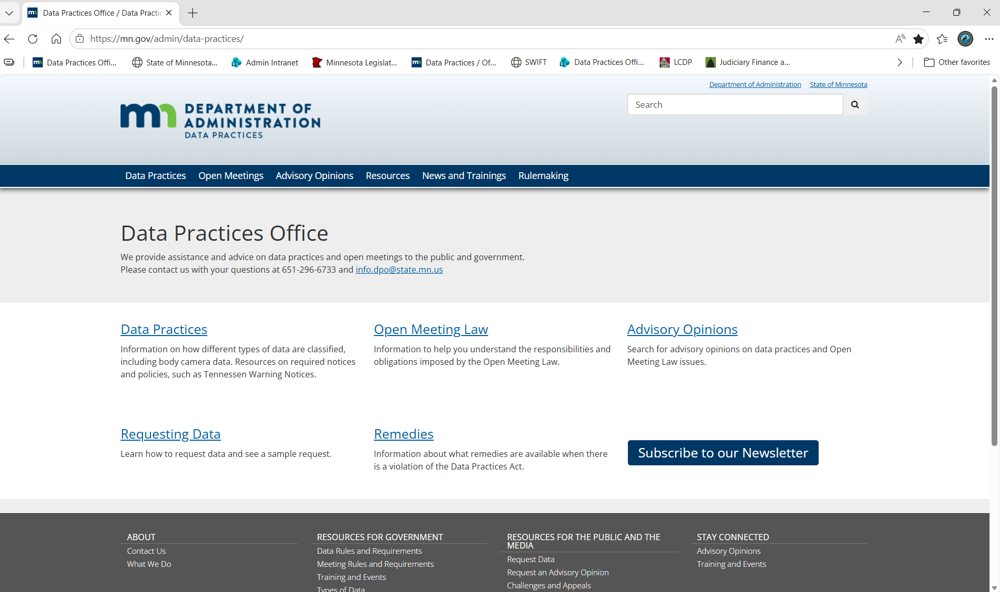 Data Practices Office / Data Practic
https://mn.gov/admin/data-practices/
Data Practices Offi... State of Minnesota... Admin Intranet Minnesota Legislat... Data Practices / Of... SWIFT Data Practices Offi... LCDP Judiciary Finance a... Other favorites
Department of Administration State of Minnesota
Search
mn DEPARTMENT OF
ADMINISTRATION
DATA PRACTICES
Data Practices Open Meetings Advisory Opinions Resources News and Trainings Rulemaking
Data Practices Office
We provide assistance and advice on data practices and open meetings to the public and government.
Please contact us with your questions at 651-296-6733 and info.dpo@state.mn.us
Data Practices
Information on how different types of data are classified,
including body camera data. Resources on required notices
and policies, such as Tennessen Warning Notices.
Open Meeting Law
Information to help you understand the responsibilities and
obligations imposed by the Open Meeting Law.
Advisory Opinions
Search for advisory opinions on data practices and Open
Meeting Law issues.
Requesting Data
Learn how to request data and see a sample request.
Remedies
Information about what remedies are available when there
is a violation of the Data Practices Act.
Subscribe to our Newsletter
ABOUT
Contact Us
What We Do
RESOURCES FOR GOVERNMENT
Data Rules and Requirements
Meeting Rules and Requirements
Training and Events
Types of Data
RESOURCES FOR THE PUBLIC AND THE
MEDIA
Request Data
Request an Advisory Opinion
Challenges and Appeals
STAY CONNECTED
Advisory Opinions
Training and Events